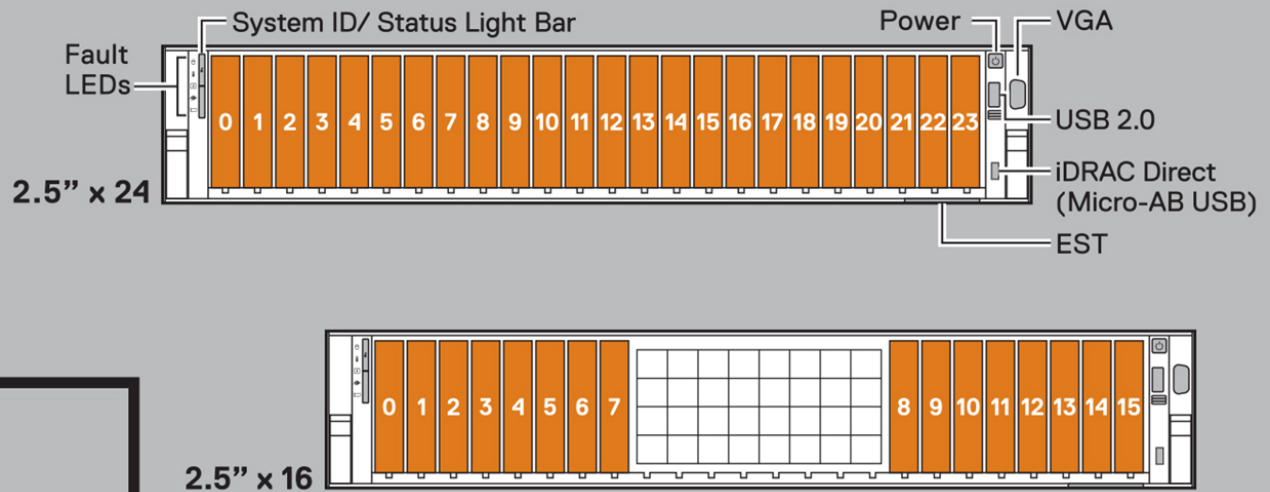 System ID/ Status Light Bar
Power
VGA
Fault
LEDs
0 1 2 3 4 5 6 7 8 9 10 11 12 13 14 15 16 17 18 19 20 21 22 23
USB 2.0
2.5” x 24
iDRAC Direct
(Micro-AB USB)
EST
0 1 2 3 4 5 6 7 8 9 10 11 12 13 14 15
2.5” x 16